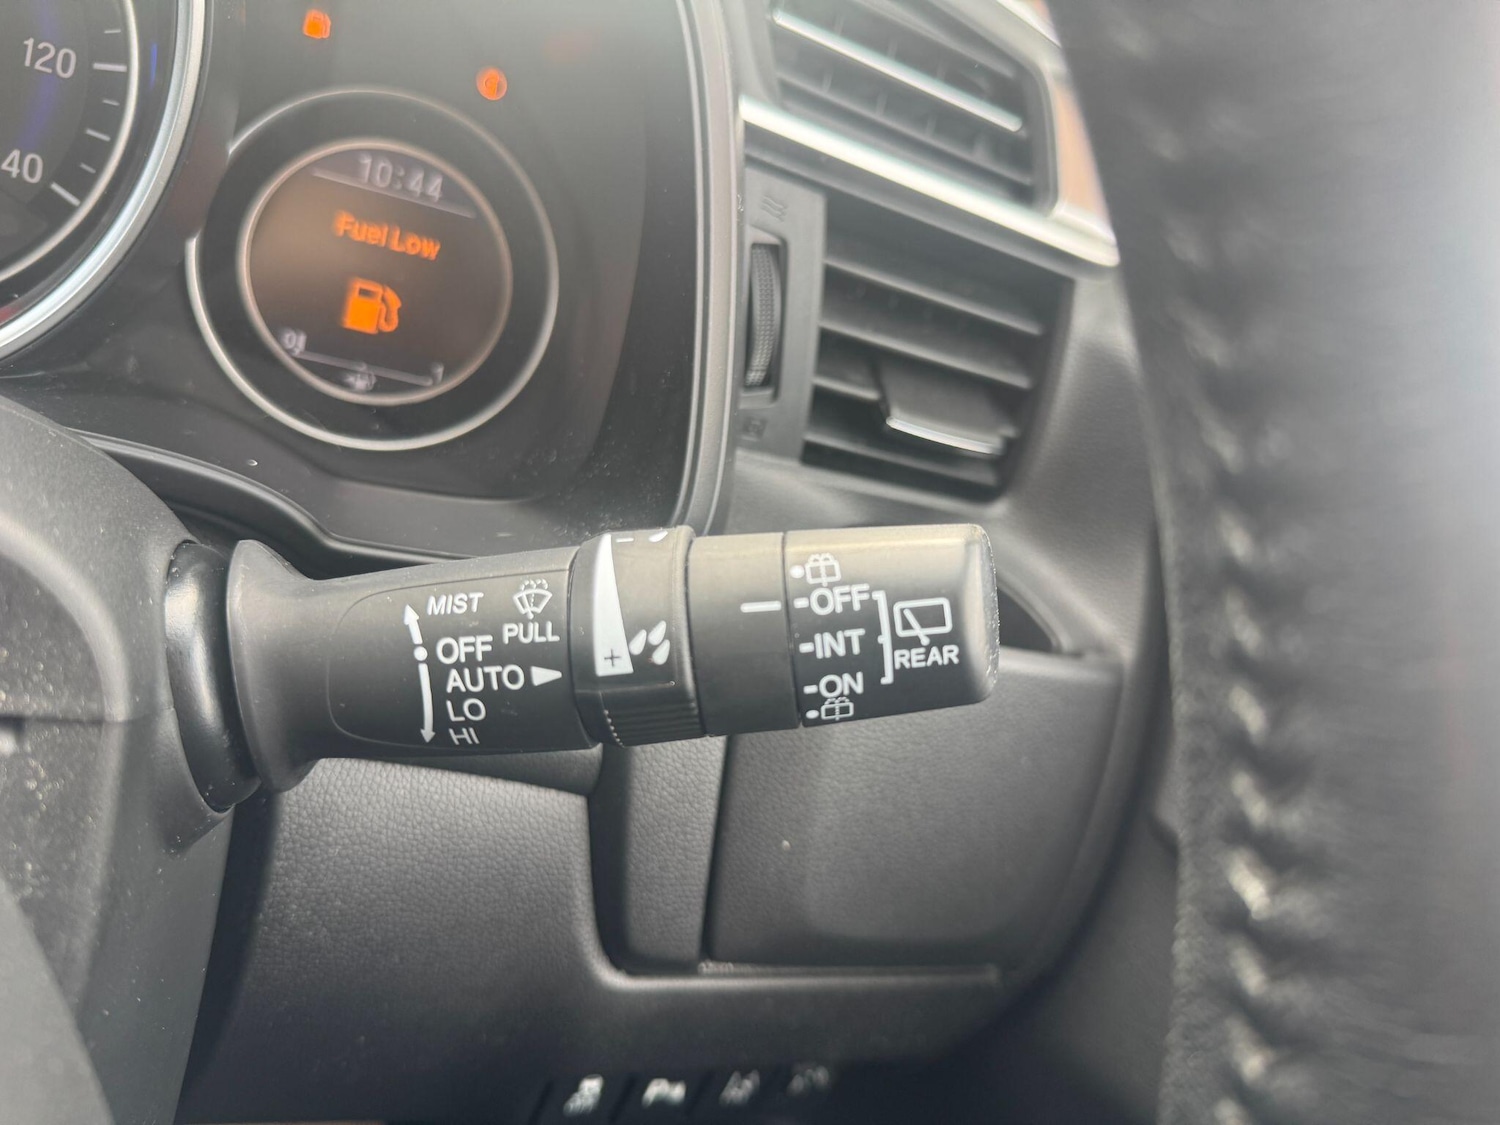 120
40
10:44
Fuel Low
MIST
OFF
PULL
AUTO
LO
HI
- OFF
- INT
- ON
REAR